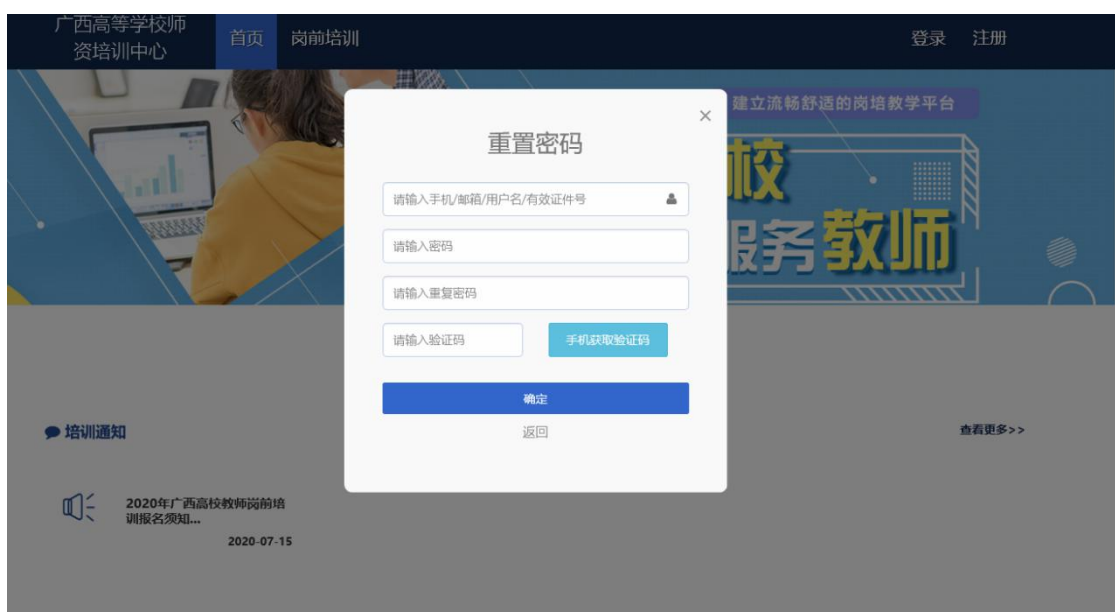 广西高等学校师
资培训中心
首页
岗前培训
登录
注册
建立流畅舒适的岗培教学平台
校
服务教师
×
重置密码
请输入手机/邮箱/用户名/有效证件号
请输入密码
请输入重复密码
请输入验证码
手机获取验证码
确定
返回
培训通知
查看更多>>
2020年广西高校教师岗前培
训报名须知...
2020-07-15